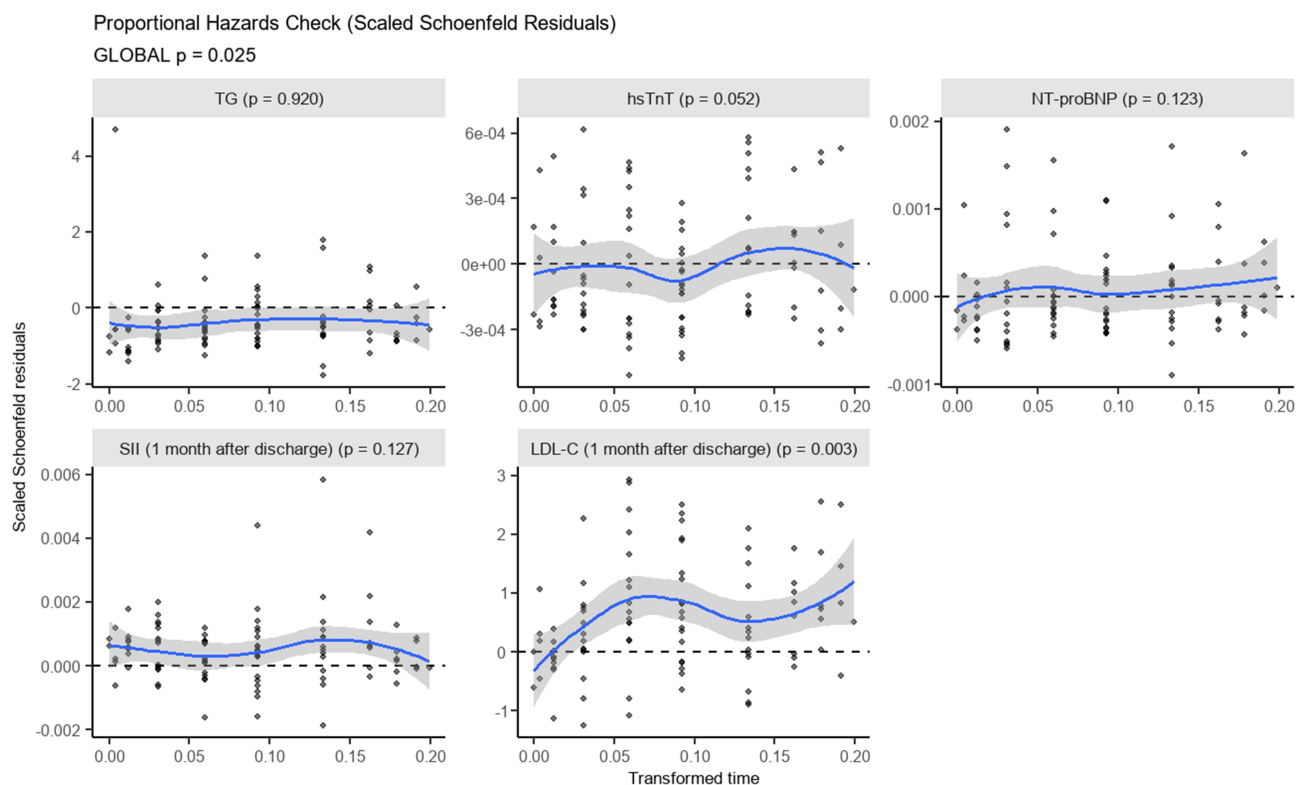 Proportional Hazards Check (Scaled Schoenfeld Residuals)
GLOBAL p = 0.025
TG (p = 0.920)
hsTnT (p = 0.052)
NT-proBNP (p = 0.123)
4
2
0
-2
6e-04
3e-04
0e+00
-3e-04
0.002
0.001
0.000
-0.001
0.00 0.05 0.10 0.15 0.20
0.00 0.05 0.10 0.15 0.20
0.00 0.05 0.10 0.15 0.20
Scaled Schoenfeld residuals
SII (1 month after discharge) (p = 0.127)
LDL-C (1 month after discharge) (p = 0.003)
0.006
0.004
0.002
0.000
-0.002
3
2
1
0
-1
0.00 0.05 0.10 0.15 0.20
0.00 0.05 0.10 0.15 0.20
Transformed time